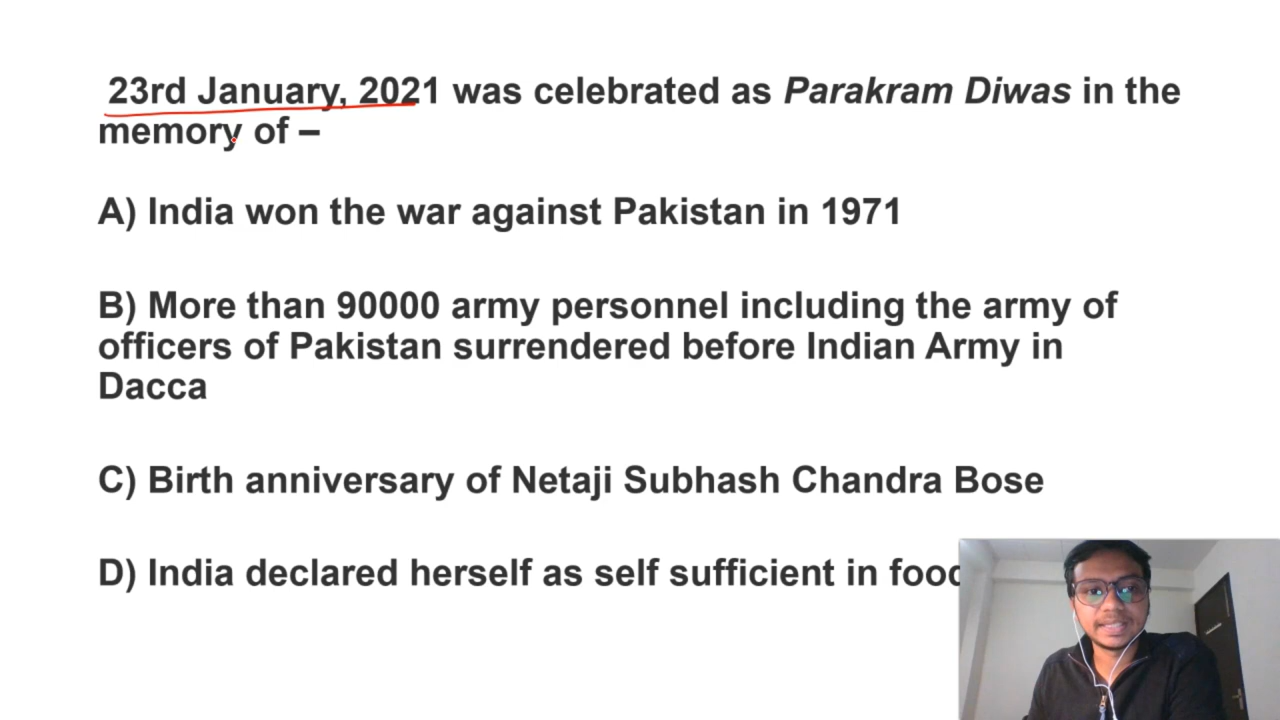 23rd January, 2021 was celebrated as Parakram Diwas in the
memory of –
A) India won the war against Pakistan in 1971
B) More than 90000 army personnel including the army of
officers of Pakistan surrendered before Indian Army in
Dacca
C) Birth anniversary of Netaji Subhash Chandra Bose
D) India declared herself as self sufficient in